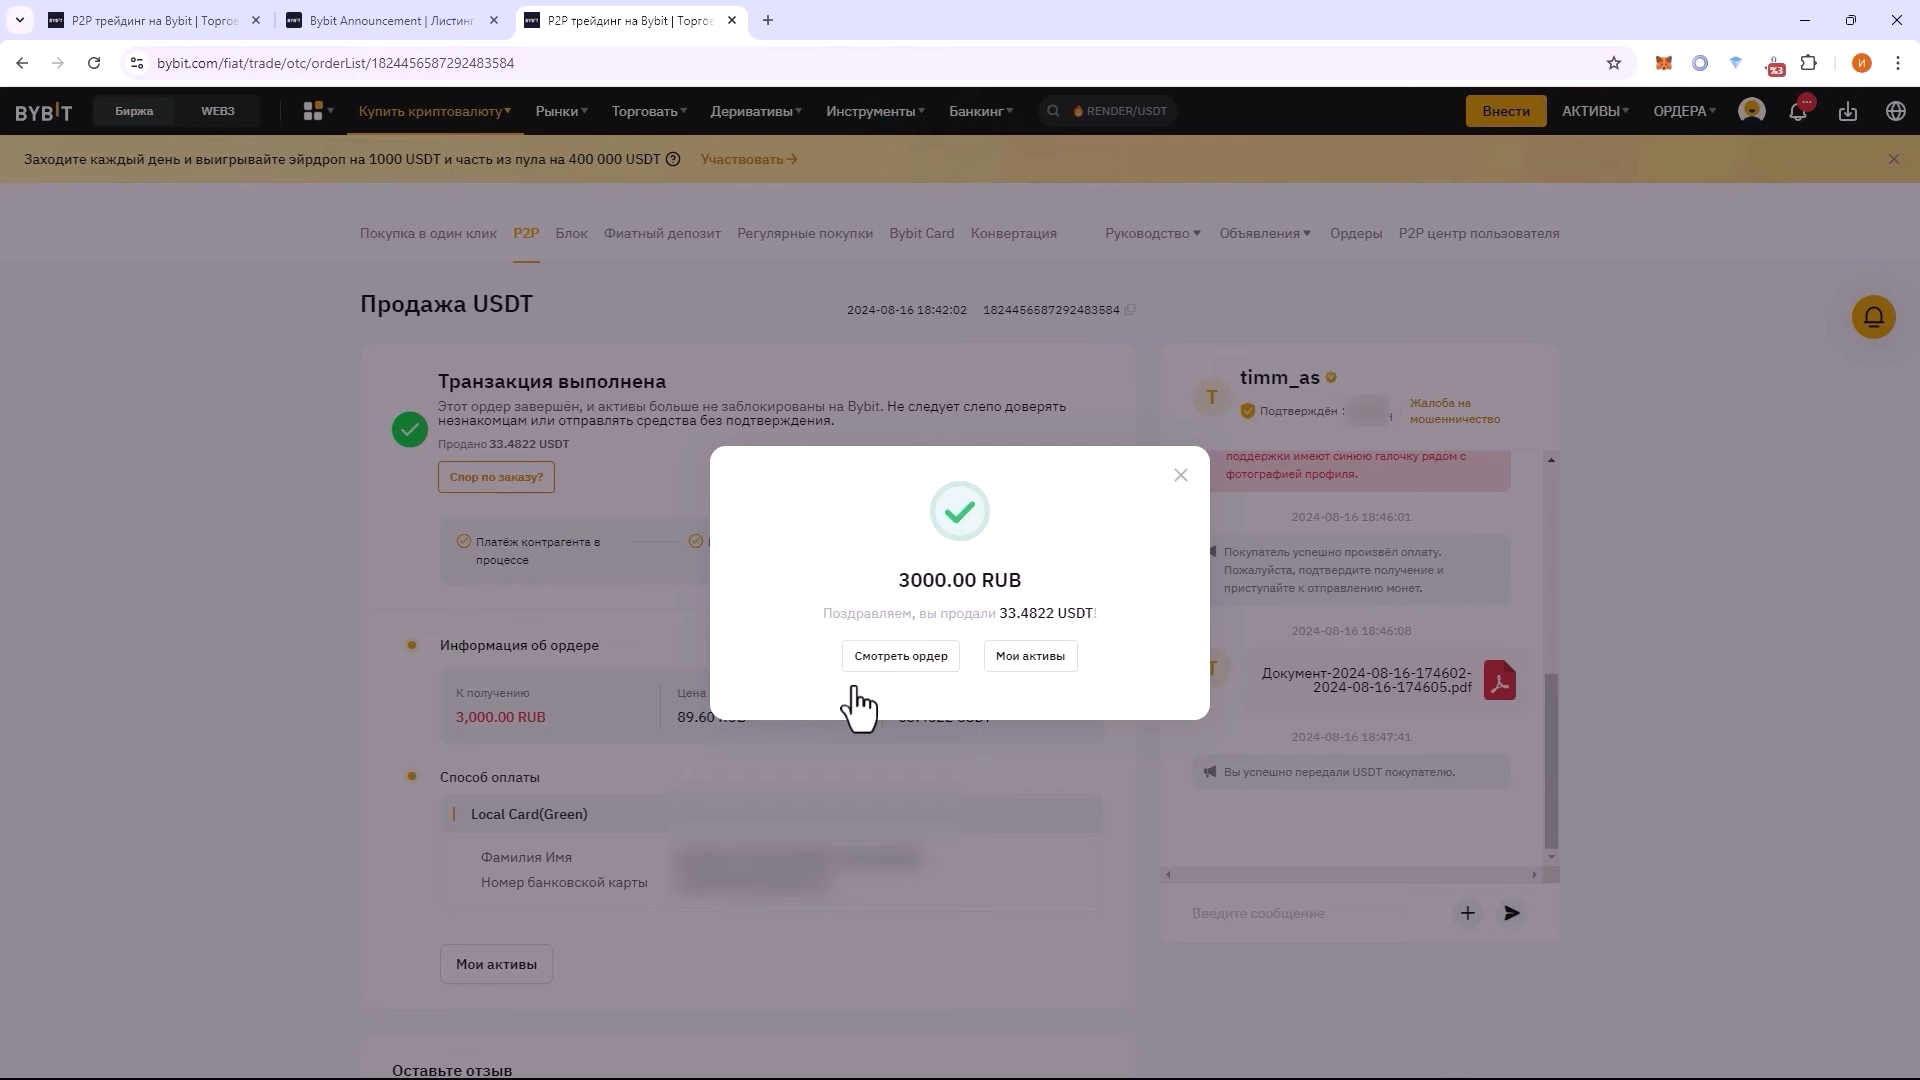 P2P трейдинг на Bybit | Торго
Bybit Announcement | Листинг
P2P трейдинг на Bybit | Торго
bybit.com/fiat/trade/otc/orderList/1824456587292483584
%3
И
BYBIT
Биржа
WEB3
Купить криптовалюту
Рынки
Торговать
Деривативы
Инструменты
Банкинг
RENDER/USDT
Внести
АКТИВЫ
ОРДЕРА
Заходите каждый день и выигрывайте эйрдроп на 1000 USDT и часть из пула на 400 000 USDT
Участвовать
Покупка в один клик
P2P
Блок
Фиатный депозит
Регулярные покупки
Bybit Card
Конвертация
Руководство
Объявления
Ордеры
P2P центр пользователя
Продажа USDT
2024-08-16 18:42:02
1824456587292483584
Транзакция выполнена
Этот ордер завершён, и активы больше не заблокированы на Bybit. Не следует слепо доверять
незнакомцам или отправлять средства без подтверждения.
Продано 33.4822 USDT
Спор по заказу?
Платёж контрагента в
процессе
Информация об ордере
К получению
3,000.00 RUB
Цена
89.60 RUB
33.4822 USDT
Способ оплаты
Local Card(Green)
Фамилия Имя
Номер банковской карты
Мои активы
Оставьте отзыв
3000.00 RUB
Поздравляем, вы продали 33.4822 USDT!
Смотреть ордер
Мои активы
T
timm_as
Подтверждён :
Жалоба на
мошенничество
поддержки имеют синюю галочку рядом с
фотографией профиля.
2024-08-16 18:46:01
Покупатель успешно произвёл оплату.
Пожалуйста, подтвердите получение и
приступайте к отправлению монет.
2024-08-16 18:46:08
T
Документ-2024-08-16-174602-
2024-08-16-174605.pdf
2024-08-16 18:47:41
Вы успешно передали USDT покупателю.
Введите сообщение